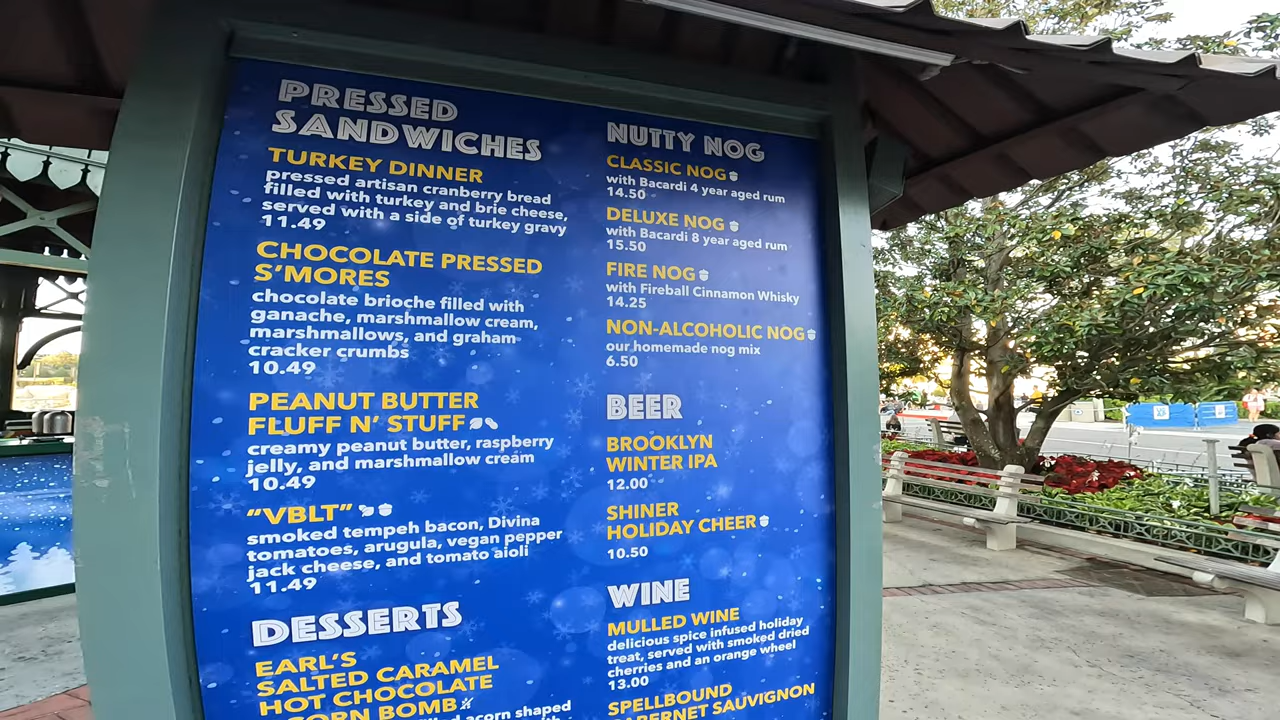 PRESSED
SANDWICHES
TURKEY DINNER
pressed artisan cranberry bread
filled with turkey and brie cheese,
served with a side of turkey gravy
11.49
CHOCOLATE PRESSED
S'MORES
chocolate brioche filled with
ganache, marshmallow cream,
marshmallows, and graham
cracker crumbs
10.49
PEANUT BUTTER
FLUFF N' STUFF
creamy peanut butter, raspberry
jelly, and marshmallow cream
10.49
"VBLT"
smoked tempeh bacon, Divina
tomatoes, arugula, vegan pepper
jack cheese, and tomato aioli
11.49
DESSERTS
EARL'S
SALTED CARAMEL
HOT CHOCOLATE
ACORN BOMB
acorn shaped
NUTTY NOG
CLASSIC NOG
with Bacardi 4 year aged rum
14.50
DELUXE NOG
with Bacardi 8 year aged rum
15.50
FIRE NOG
with Fireball Cinnamon Whisky
14.25
NON-ALCOHOLIC NOG
our homemade nog mix
6.50
BEER
BROOKLYN
WINTER IPA
12.00
SHINER
HOLIDAY CHEER
10.50
WINE
MULLED WINE
delicious spice infused holiday
treat, served with smoked dried
cherries and an orange wheel
13.00
SPELLBOUND
CABERNET SAUVIGNON